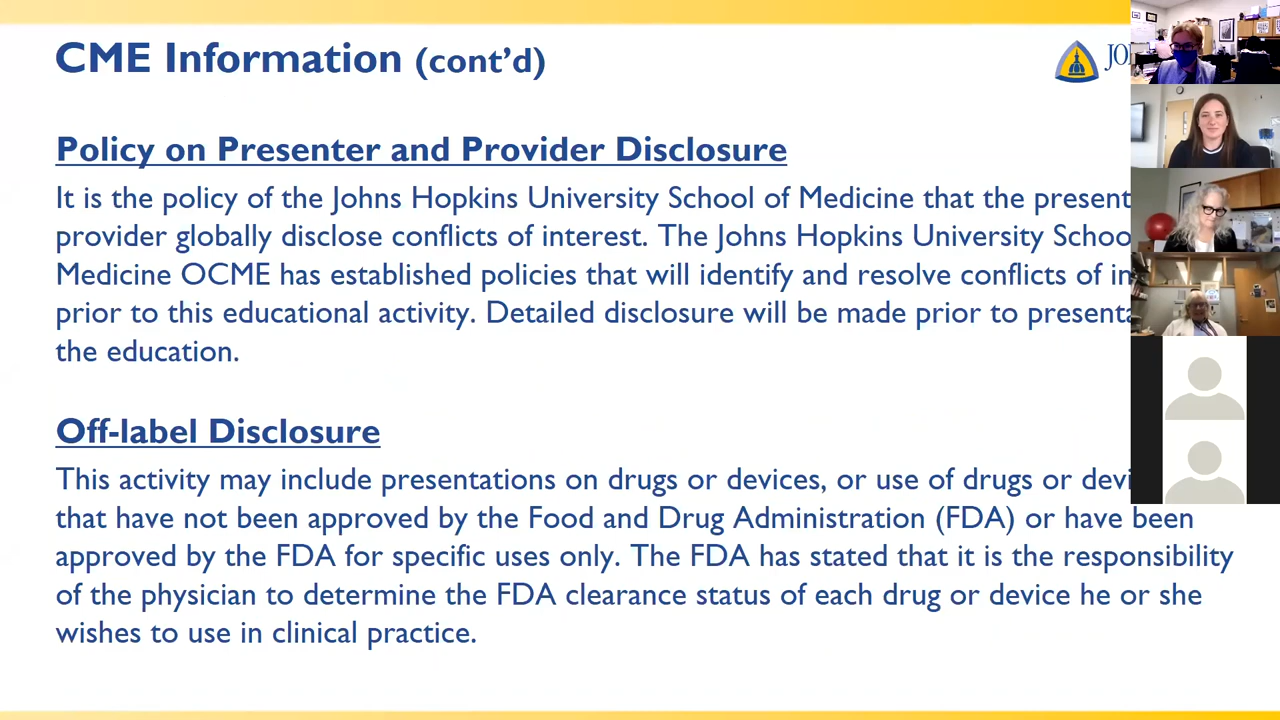 CME Information (cont’d)
JO
Policy on Presenter and Provider Disclosure
It is the policy of the Johns Hopkins University School of Medicine that the present
provider globally disclose conflicts of interest. The Johns Hopkins University Schoo
Medicine OCME has established policies that will identify and resolve conflicts of in
prior to this educational activity. Detailed disclosure will be made prior to presenta
the education.
Off-label Disclosure
This activity may include presentations on drugs or devices, or use of drugs or devi
that have not been approved by the Food and Drug Administration (FDA) or have been
approved by the FDA for specific uses only. The FDA has stated that it is the responsibility
of the physician to determine the FDA clearance status of each drug or device he or she
wishes to use in clinical practice.